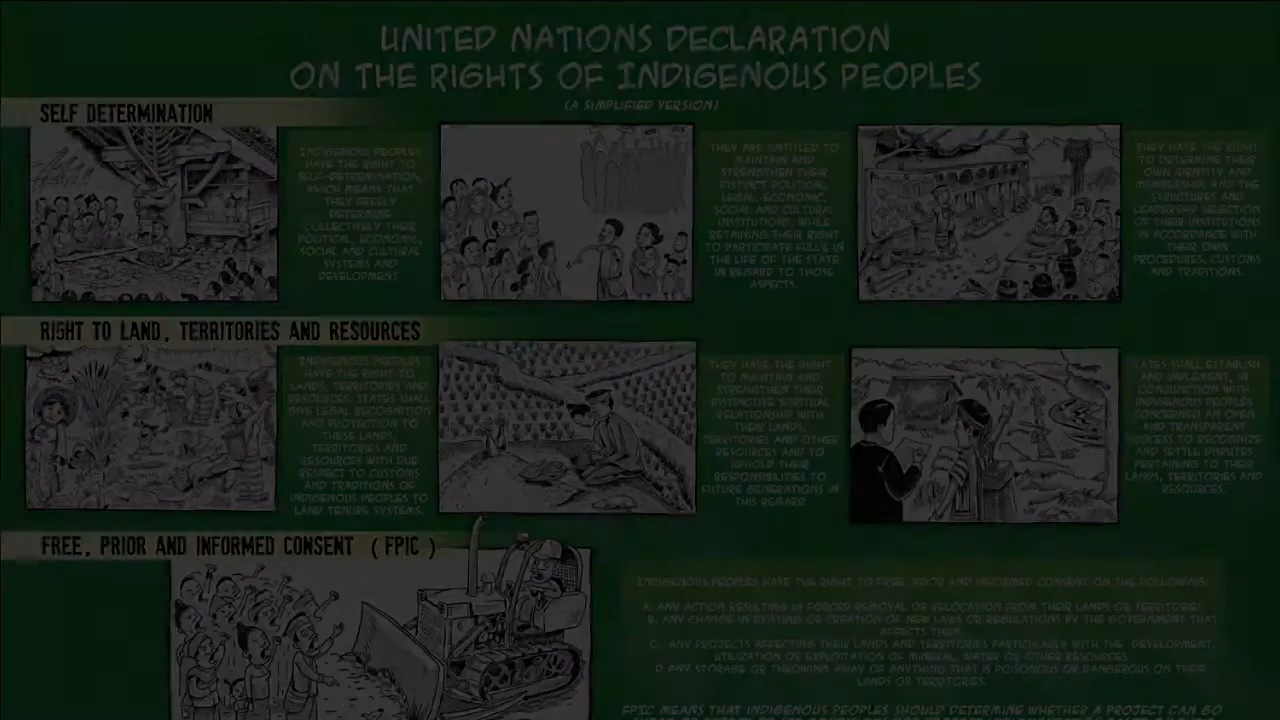 UNITED NATIONS DECLARATION
ON THE RIGHTS OF INDIGENOUS PEOPLES
(A SIMPLIFIED VERSION)
SELF DETERMINATION
INDIGENOUS PEOPLES
HAVE THE RIGHT TO
SELF-DETERMINATION,
WHICH MEANS THAT
THEY FREELY
DETERMINE
COLLECTIVELY THEIR
POLITICAL, ECONOMIC,
SOCIAL AND CULTURAL
SYSTEMS AND
DEVELOPMENT.
THEY ARE ENTITLED TO
MAINTAIN AND
STRENGTHEN THEIR
DISTINCT POLITICAL,
LEGAL, ECONOMIC,
SOCIAL AND CULTURAL
INSTITUTIONS, WHILE
RETAINING THEIR RIGHT
TO PARTICIPATE FULLY, IN
THE LIFE OF THE STATE
IN REGARD TO THOSE
ASPECTS.
THEY HAVE THE RIGHT
TO DETERMINE THEIR
OWN IDENTITY AND
MEMBERSHIP, AND THE
STRUCTURES AND
LEADERSHIP SELECTION
OF THEIR INSTITUTIONS
IN ACCORDANCE WITH
THEIR OWN
PROCEDURES, CUSTOMS
AND TRADITIONS.
RIGHT TO LAND, TERRITORIES AND RESOURCES
INDIGENOUS PEOPLES
HAVE THE RIGHT TO
LANDS, TERRITORIES AND
RESOURCES. STATES SHALL
GIVE LEGAL RECOGNITION
AND PROTECTION TO
THESE LANDS,
TERRITORIES AND
RESOURCES WITH DUE
RESPECT TO CUSTOMS
AND TRADITIONS OF
INDIGENOUS PEOPLES TO
LAND TENURE SYSTEMS.
THEY HAVE THE RIGHT
TO MAINTAIN AND
STRENGTHEN THEIR
DISTINCTIVE SPIRITUAL
RELATIONSHIP WITH
THEIR LANDS,
TERRITORIES AND OTHER
RESOURCES AND TO
UPHOLD THEIR
RESPONSIBILITIES TO
FUTURE GENERATIONS IN
THIS REGARD.
TATES SHALL ESTABLISH
AND IMPLEMENT, IN
CONJUNCTION WITH
INDIGENOUS PEOPLES
CONCERNED AN OPEN
AND TRANSPARENT
PROCESS TO RECOGNIZE
AND SETTLE DISPUTES
PERTAINING TO THEIR
LANDS, TERRITORIES AND
RESOURCES.
FREE, PRIOR AND INFORMED CONSENT (FPIC)
INDIGENOUS PEOPLES HAVE THE RIGHT TO FREE, PRIOR AND INFORMED CONSENT ON THE FOLLOWING:
A. ANY ACTION RESULTING IN FORCED REMOVAL OR RELOCATION FROM THEIR LANDS OR TERRITORIES
B. ANY CHANGE IN EXISTING OR CREATION OF NEW LAWS OR REGULATIONS BY THE GOVERNMENT THAT
AFFECTS THEM.
C. ANY PROJECTS AFFECTING THEIR LANDS AND TERRITORIES PARTICULARLY WITH THE DEVELOPMENT,
UTILIZATION OR EXPLOITATION OF MINERAL, WATER OR OTHER RESOURCES.
D. ANY STORAGE OR THROWING AWAY OF ANYTHING THAT IS POISONOUS OR DANGEROUS ON THEIR
LANDS OR TERRITORIES.
FPIC MEANS THAT INDIGENOUS PEOPLES SHOULD DETERMINE WHETHER A PROJECT CAN GO